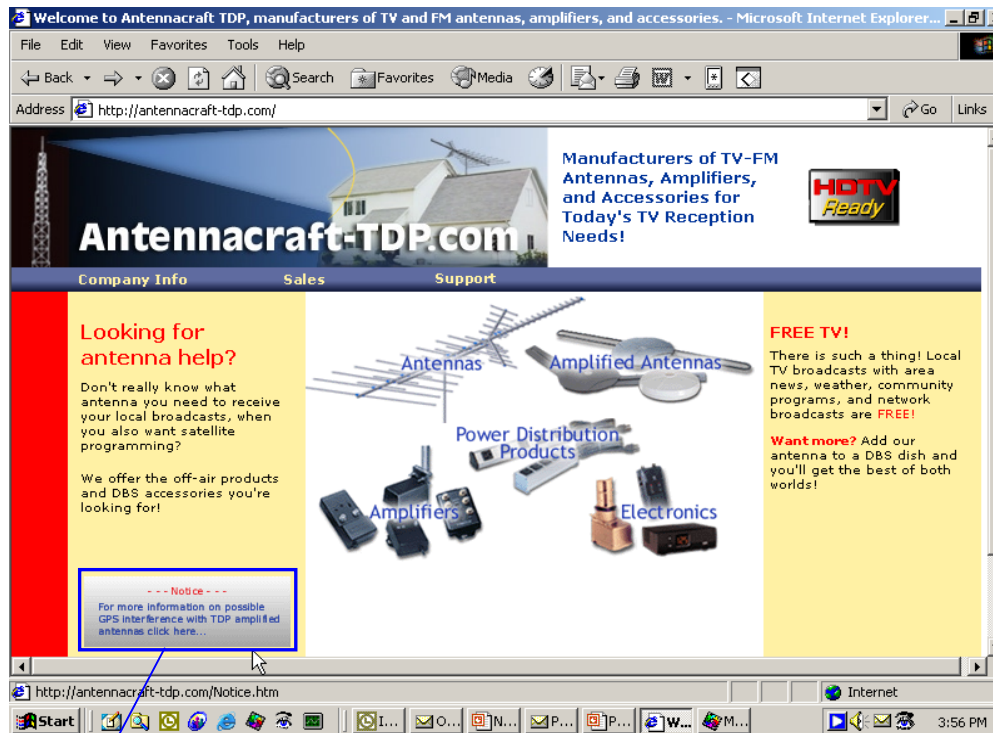 Welcome to Antennacraft TDP, manufacturers of TV and FM antennas, amplifiers, and accessories. - Microsoft Internet Explorer...
File Edit View Favorites Tools Help
Back Search Favorites Media
Address http://antennacraft-tdp.com/ Go Links
Antennacraft-TDP.com
Manufacturers of TV-FM
Antennas, Amplifiers,
and Accessories for
Today's TV Reception
Needs!
HDTV
Ready
Company Info Sales Support
Looking for
antenna help?
Don't really know what
antenna you need to receive
your local broadcasts, when
you also want satellite
programming?
We offer the off-air products
and DBS accessories you're
looking for!
- - - Notice - - -
For more information on possible
GPS interference with TDP amplified
antennas click here...
Antennas
Amplified Antennas
Power Distribution
Products
Amplifiers
Electronics
FREE TV!
There is such a thing! Local
TV broadcasts with area
news, weather, community
programs, and network
broadcasts are FREE!
Want more? Add our
antenna to a DBS dish and
you'll get the best of both
worlds!
http://antennacraft-tdp.com/Notice.htm Internet
Start I... O... N... P... P... W... M... 3:56 PM